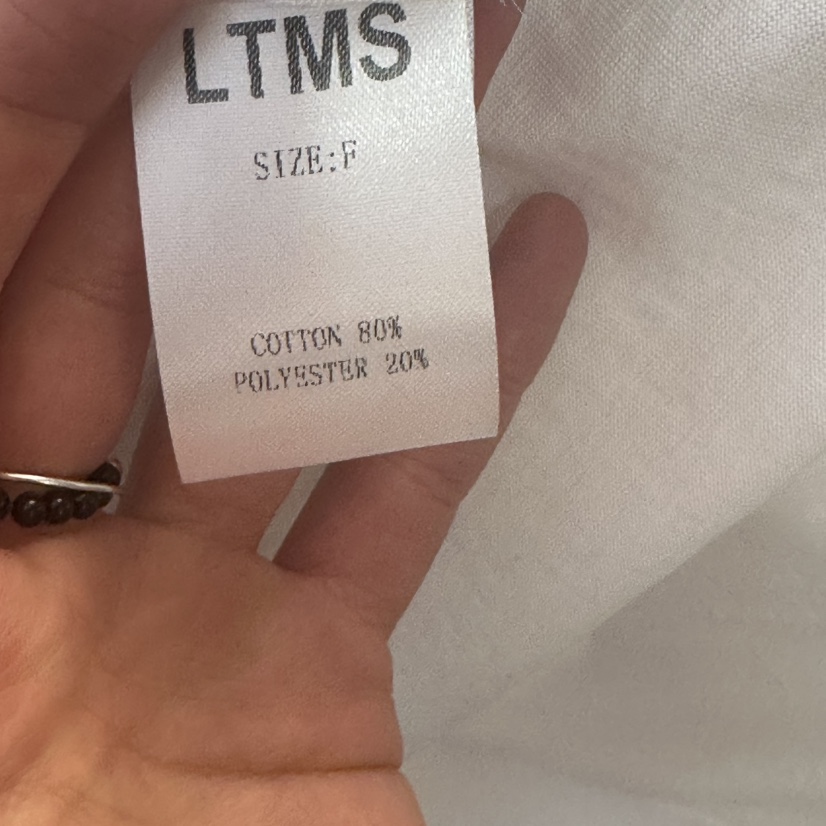 LTMS
SIZE:F
COTTON 80%
POLYESTER 20%